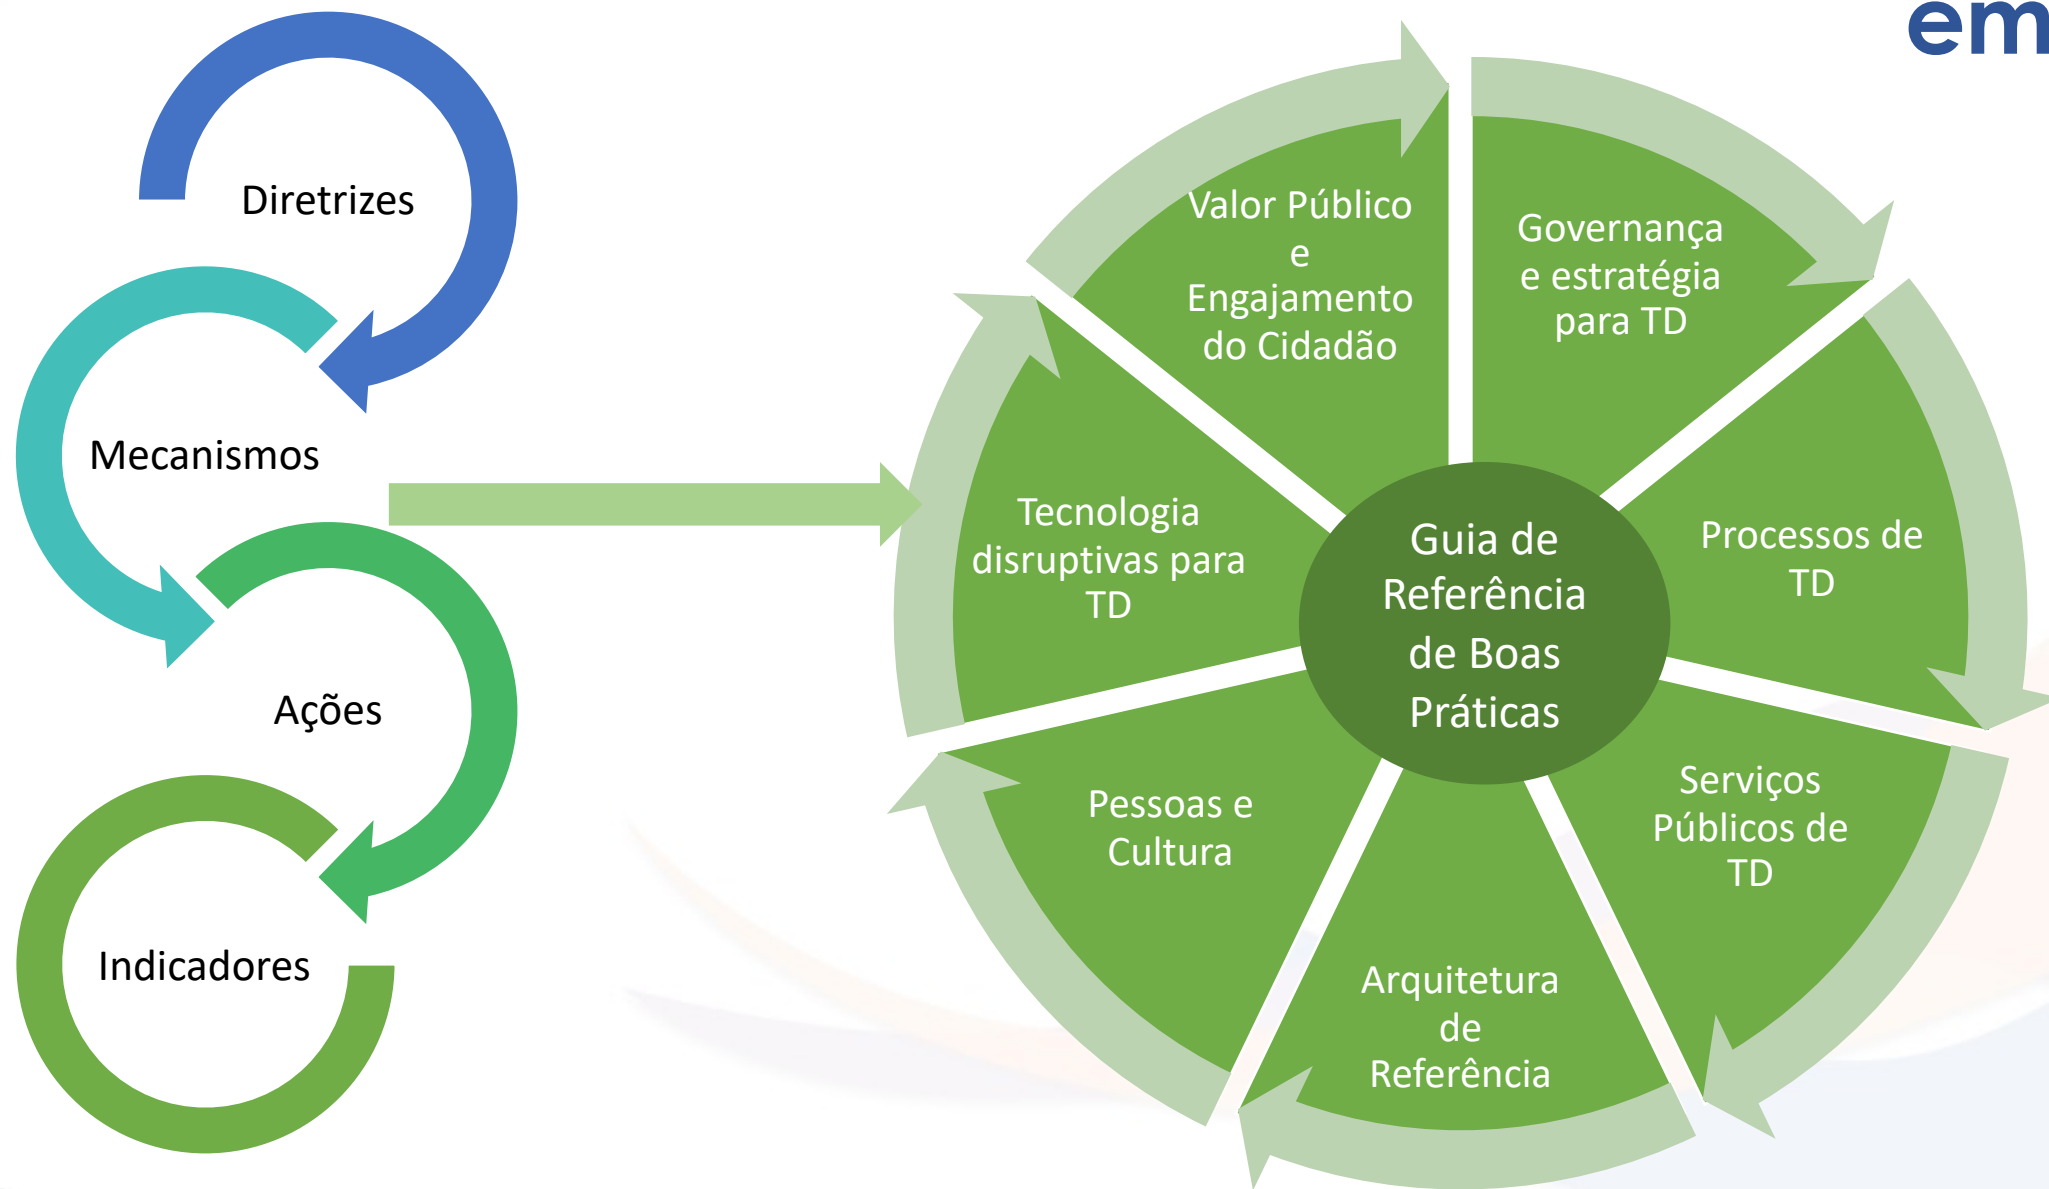 em
Diretrizes
Mecanismos
Ações
Indicadores
Valor Público
e
Engajamento
do Cidadão
Governança
e estratégia
para TD
Processos de
TD
Serviços
Públicos de
TD
Arquitetura
de
Referência
Pessoas e
Cultura
Tecnologia
disruptivas para
TD
Guia de
Referência
de Boas
Práticas